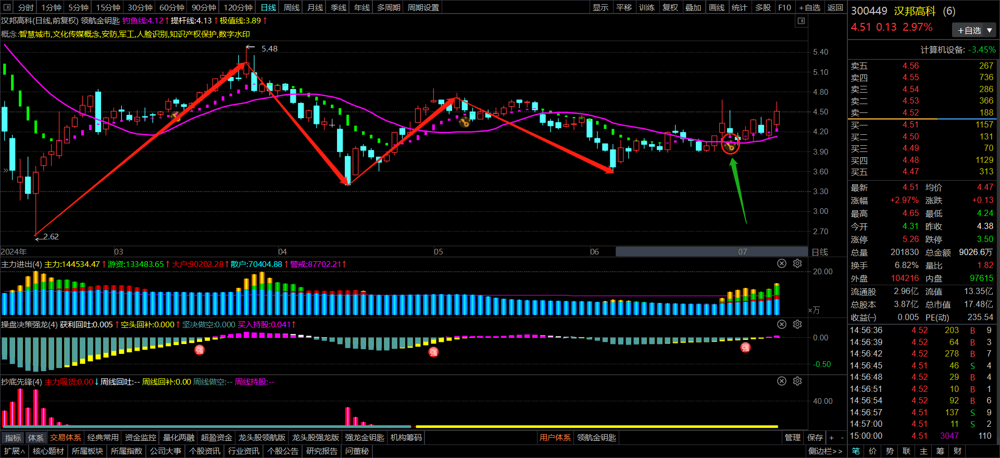 分时 1分钟 5分钟 15分钟 30分钟 60分钟 90分钟 120分钟 日线 周线 月线 季线 年线 多周期 周期设置 显示 平移 训练 复权 叠加 画线 统计 多股 F10 +自选 返回
汉邦高科(日线,前复权) 领航金钥匙 钓鱼线:4.12↑ 提杆线:4.13↑ 极值线:3.89↑
概念:智慧城市,文化传媒概念,安防,军工,人脸识别,知识产权保护,数字水印
5.48
2.62
5.40
5.10
4.80
4.50
4.20
3.90
3.60
3.30
3.00
2.70
2024年 03 04 05 06 07 日线
主力进出(4) 主力:144534.47↑ 游资:133483.65↑ 大户:90202.28↑ 散户:70404.88↑ 警戒:87702.21↑
20.00
×万
操盘决策强龙(4) 获利回吐:0.005↑ 空头回补:0.000↑ 坚决做空:0.000 买入持股:0.041↑
0.00
-0.50
强 强 强
抄底先锋(4) 主力吸货:0.00↓ 周线回吐:-- 周线回补:0.00 周线做空:-- 周线持股:--
40.00
指标 体系 交易体系 经典常用 资金监控 量化两融 超盈资金 龙头股领航版 龙头股强龙版 强龙金钥匙 机构筹码 用户体系 领航金钥匙 管理 保存 + -
扩展∧ 核心题材 所属板块 所属指数 公司大事 个股资讯 行业资讯 个股公告 研究报告 问董秘 侧边栏>>
300449 汉邦高科 (6)
4.51 0.13 2.97% +自选 ▼
计算机设备: -3.45%
卖五 4.56 267
卖四 4.55 736
卖三 4.54 286
卖二 4.53 366
卖一 4.52 188
买一 4.51 1157
买二 4.50 131
买三 4.49 70
买四 4.48 1129
买五 4.47 313
最新 4.51 均价 4.47
涨幅 +2.97% 涨跌 +0.13
最高 4.65 最低 4.24
今开 4.31 昨收 4.38
涨停 5.26 跌停 3.50
总量 201830 总金额 9026.6万
换手 6.82% 量比 1.82
外盘 104216 内盘 97615
流通股 2.96亿 流值 13.35亿
总股本 3.87亿 总市值 17.48亿
收益(-) 0.005 PE(动) 235.54
14:56:36 4.52 203 B 9
14:56:39 4.52 64 B 3
14:56:42 4.52 278 B 7
14:56:45 4.51 46 S 4
14:56:48 4.52 29 B 4
14:56:51 4.52 10 B 1
14:56:54 4.52 92 B 6
14:56:57 4.51 137 S 9
14:57:00 4.51 11 S 2
15:00:00 4.51 3047 110
笔 价 势 联 主 筹 财